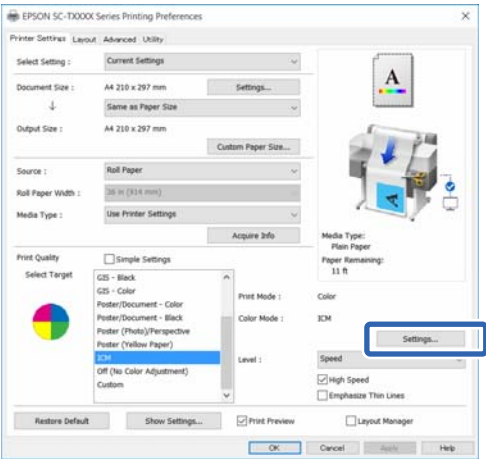 EPSON SC-TXXXX Series Printing Preferences
Printer Settings Layout Advanced Utility
Select Setting : Current Settings
Document Size : A4 210 x 297 mm Settings...
Same as Paper Size
Output Size : A4 210 x 297 mm
Custom Paper Size...
Source : Roll Paper
Roll Paper Width : 36 in (914 mm)
Media Type : Use Printer Settings
Acquire Info
A
Media Type:
Plain Paper
Paper Remaining:
11 ft
Print Quality Simple Settings
Select Target
GIS - Black
GIS - Color
Poster/Document - Color
Poster/Document - Black
Poster (Photo)/Perspective
Poster (Yellow Paper)
ICM
Off (No Color Adjustment)
Custom
Print Mode : Color
Color Mode : ICM
Settings...
Level : Speed
High Speed
Emphasize Thin Lines
Restore Default Show Settings... Print Preview Layout Manager
OK Cancel Apply Help